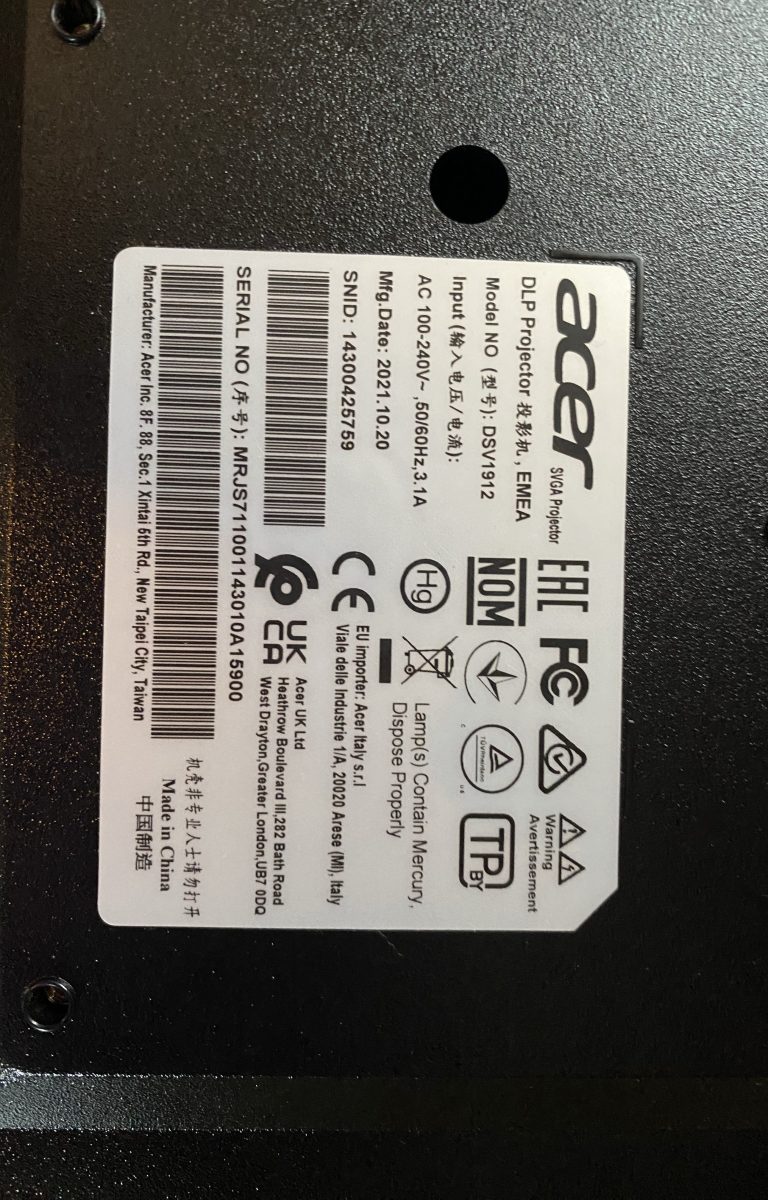 acer
SVGA Projector
DLP Projector 投影机 , EMEA
Model NO (型号): DSV1912
Input (输入电压/电流):
AC 100-240V~ ,50/60Hz,3.1A
Mfg.Date: 2021.10.20
SNID: 14300425759
SERIAL NO (序号): MRJS711001143010A15900
Manufacturer: Acer Inc. 8F, 88, Sec.1 Xintai 5th Rd., New Taipei City, Taiwan
EAC
FC
Warning
Avertissement
NOM
TÜVRheinland
C
US
TP
BY
Hg
Lamp(s) Contain Mercury,
Dispose Properly
CE
EU importer: Acer Italy s.r.l
Viale delle Industrie 1/A, 20020 Arese (MI), Italy
UK
CA
Acer UK Ltd
Heathrow Boulevard III,282 Bath Road
West Drayton,Greater London,UB7 0DQ
机壳非专业人士请勿打开
Made in China
中国制造